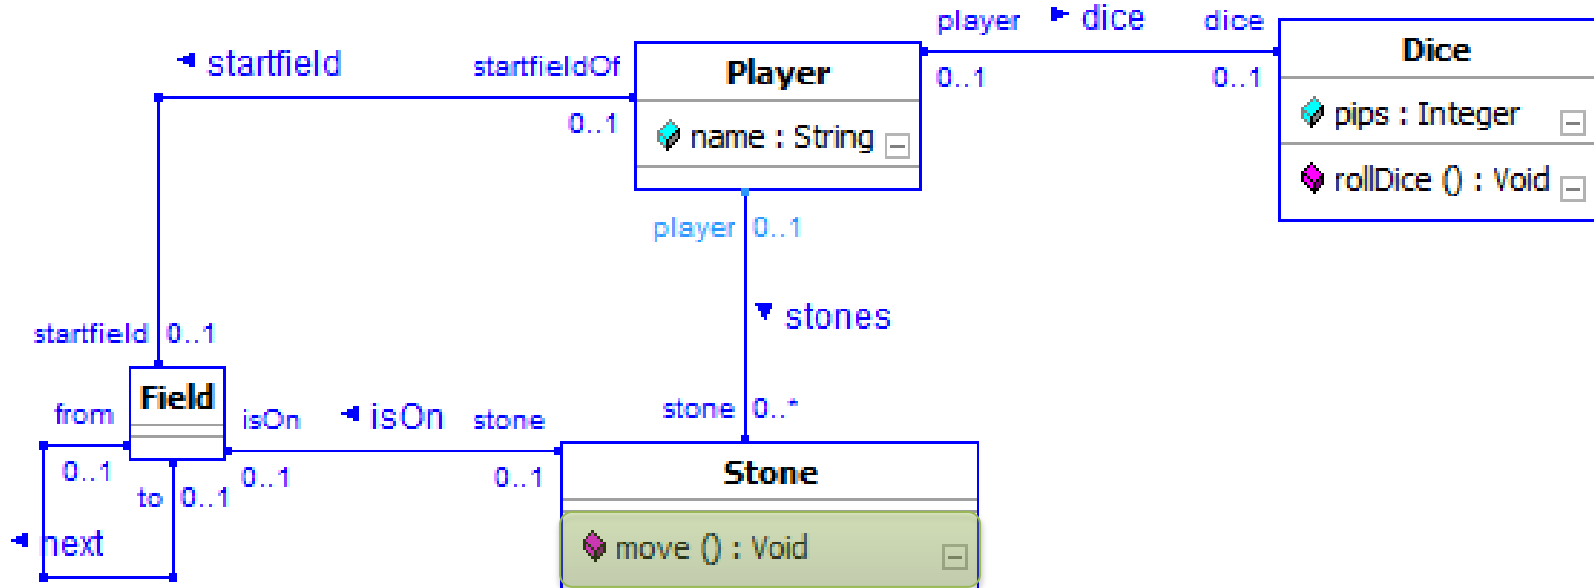 player dice dice
startfield startfieldOf Player Dice
0..1 0..1
0..1 name : String pips : Integer
rollDice () : Void
player 0..1
stones
startfield 0..1
Field
from isOn isOn stone stone 0..*
0..1 0..1 0..1 Stone
to 0..1
next move () : Void